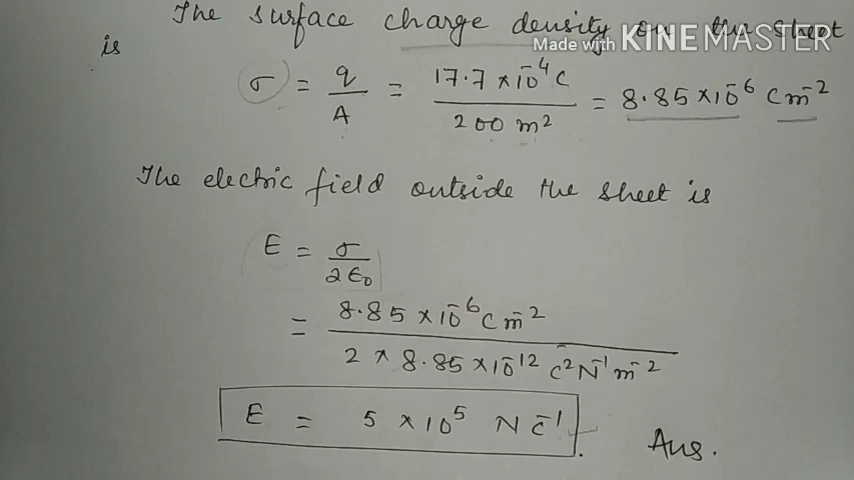 The surface charge density on the sheet
Made with KINEMASTER
is
σ = q/A = 17.7 × 10⁻⁴ C / 200 m² = 8.85 × 10⁻⁶ C m⁻²
The electric field outside the sheet is
E = σ / 2ϵ₀
= 8.85 × 10⁻⁶ C m⁻² / 2 × 8.85 × 10⁻¹² C² N⁻¹ m⁻²
E = 5 × 10⁵ N C⁻¹.
Ans.